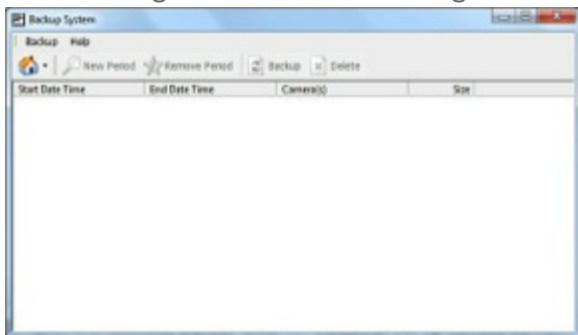 Backup System
Backup Help
New Period Remove Period Backup Delete
Start Date Time End Date Time Camera(s) Size